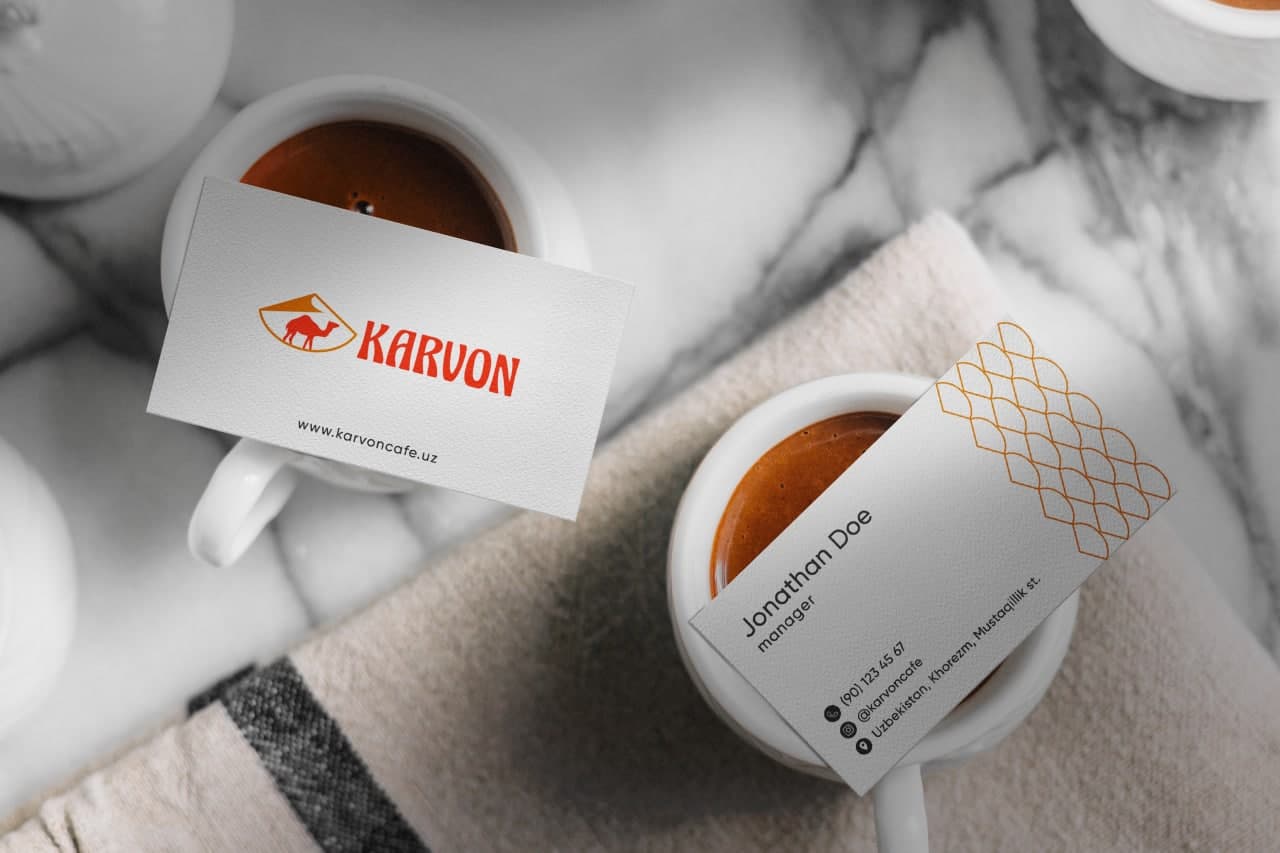 KARVON
www.karvoncafe.uz
Jonathan Doe
manager
(90) 123 45 67
@karvoncafe
Uzbekistan, Khorezm, Mustaqillik st.